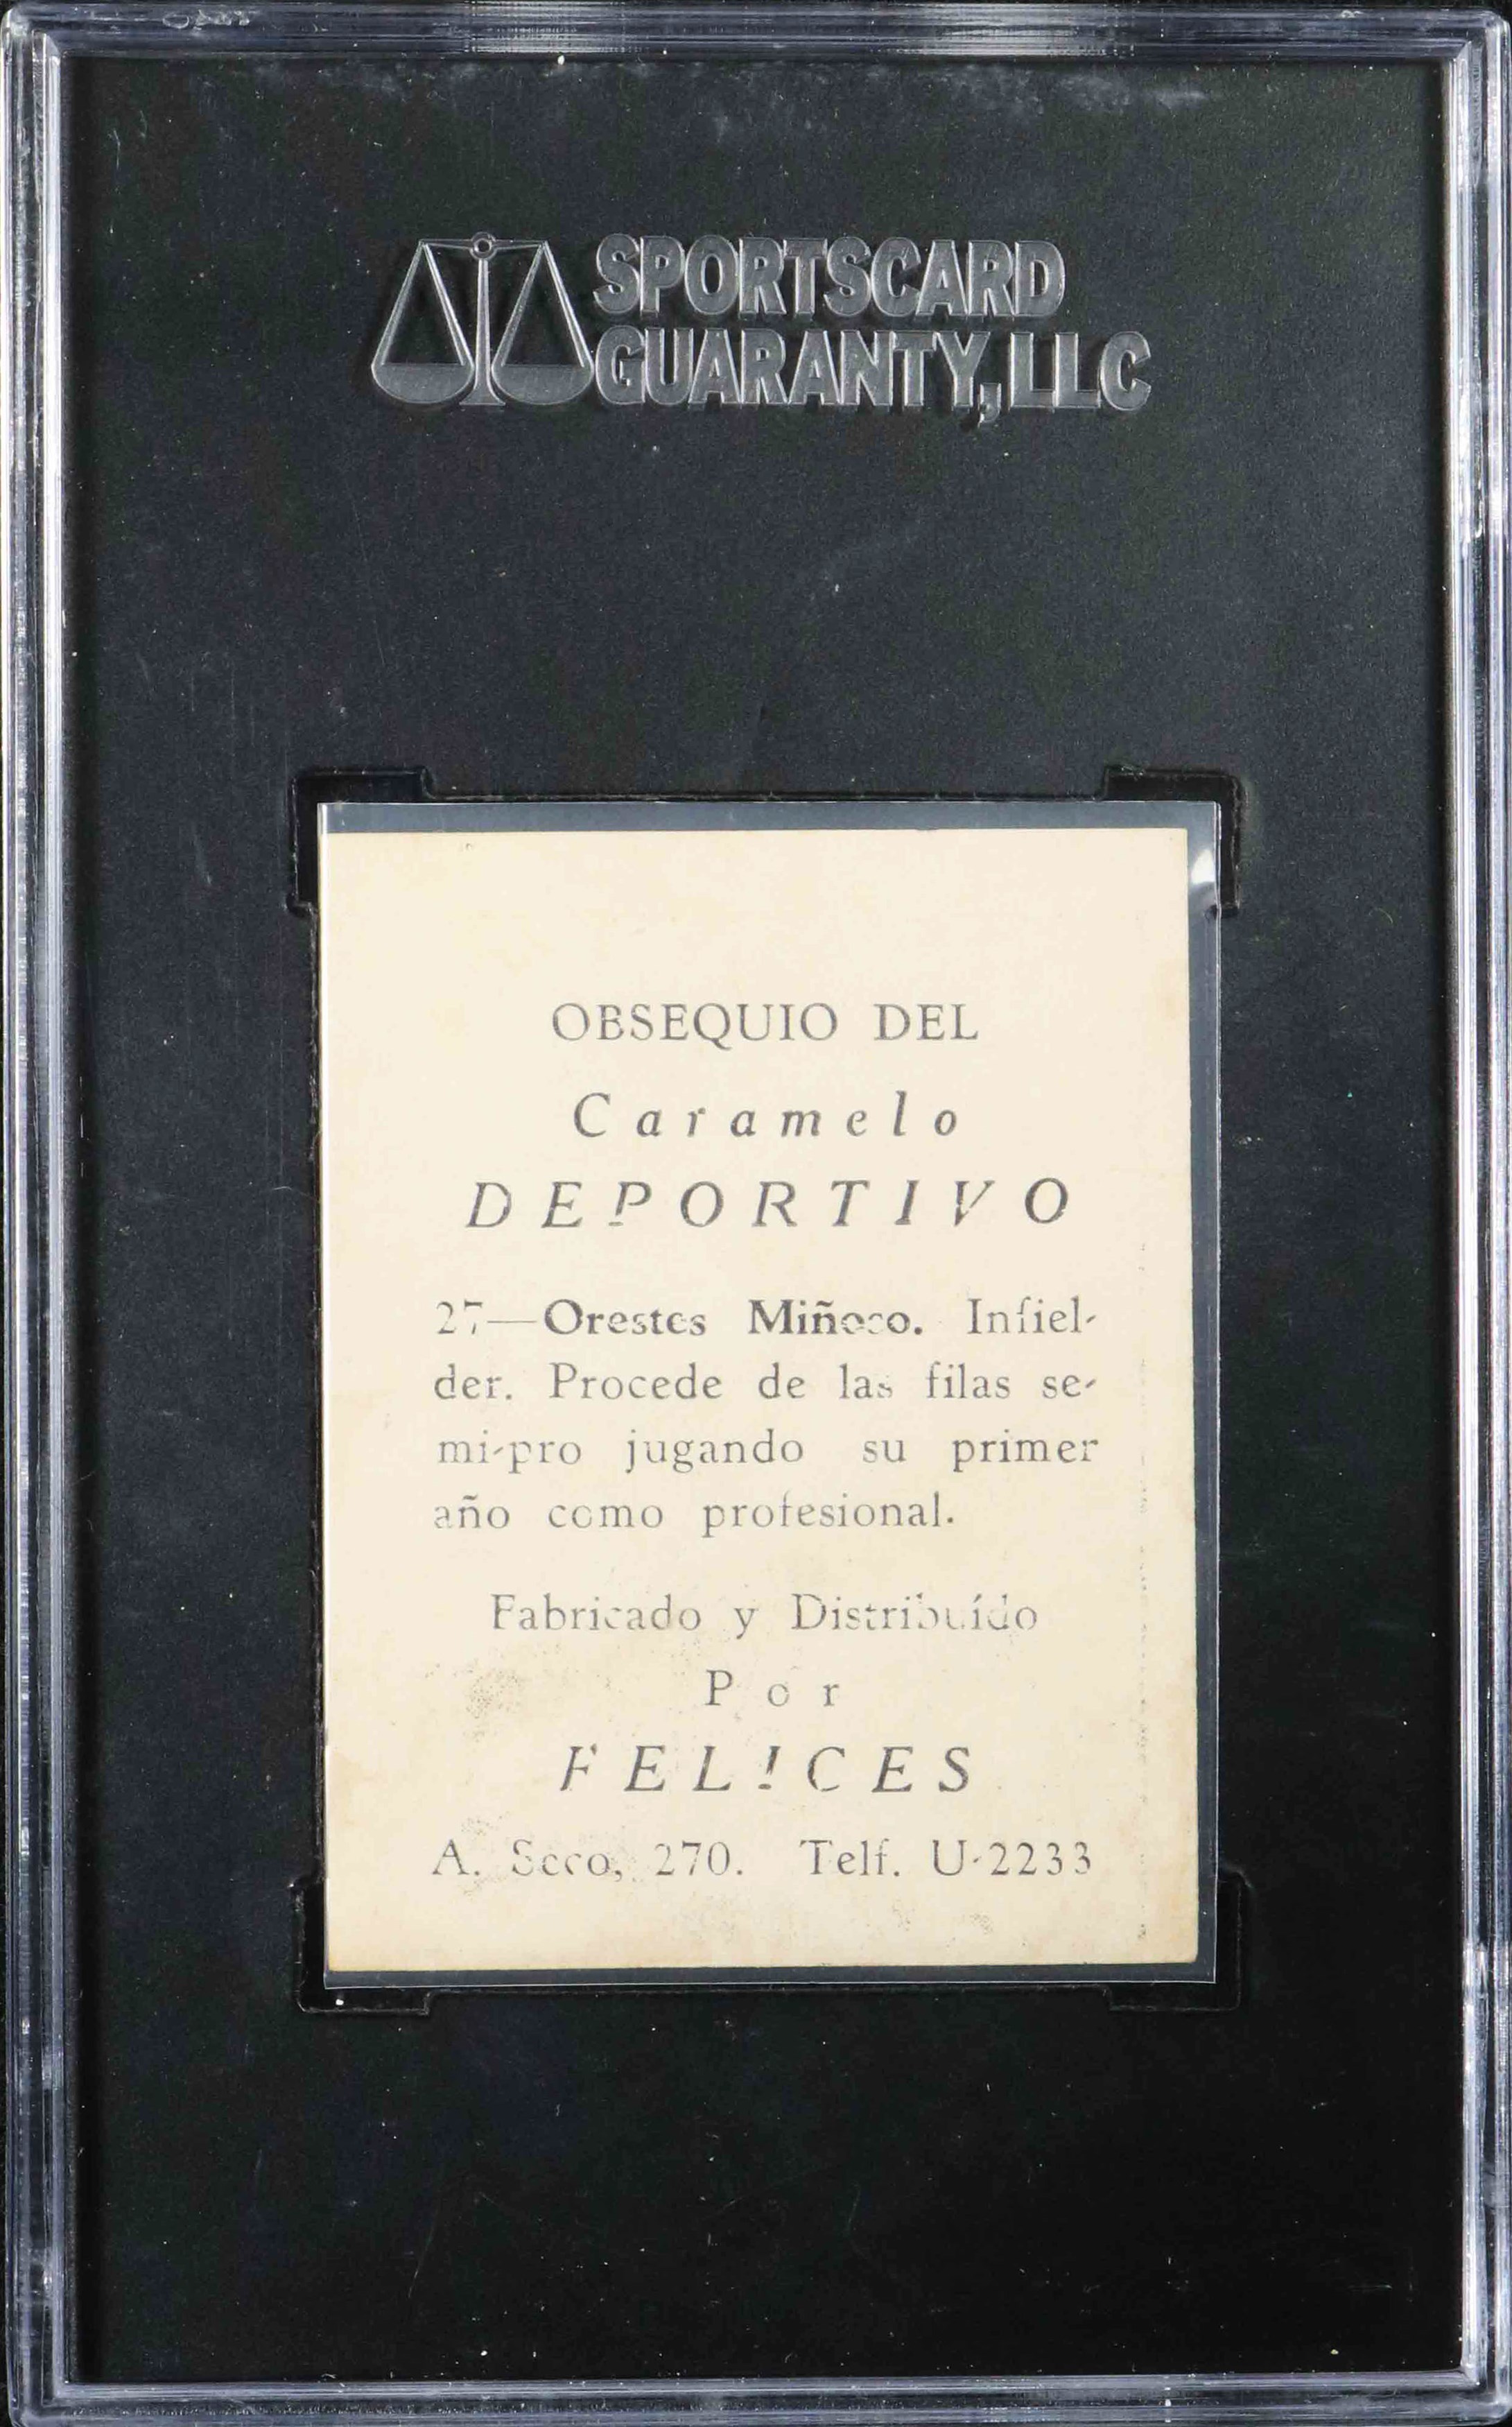 SPORTSCARD
GUARANTY, LLC
OBSEQUIO DEL
Caramelo
DEPORTIVO
27—Orestes Miñoso. Infiel-
der. Procede de las filas se-
mi-pro jugando su primer
año como profesional.
Fabricado y Distribuído
Por
FELICES
A. Seco, 270. Telf. U-2233